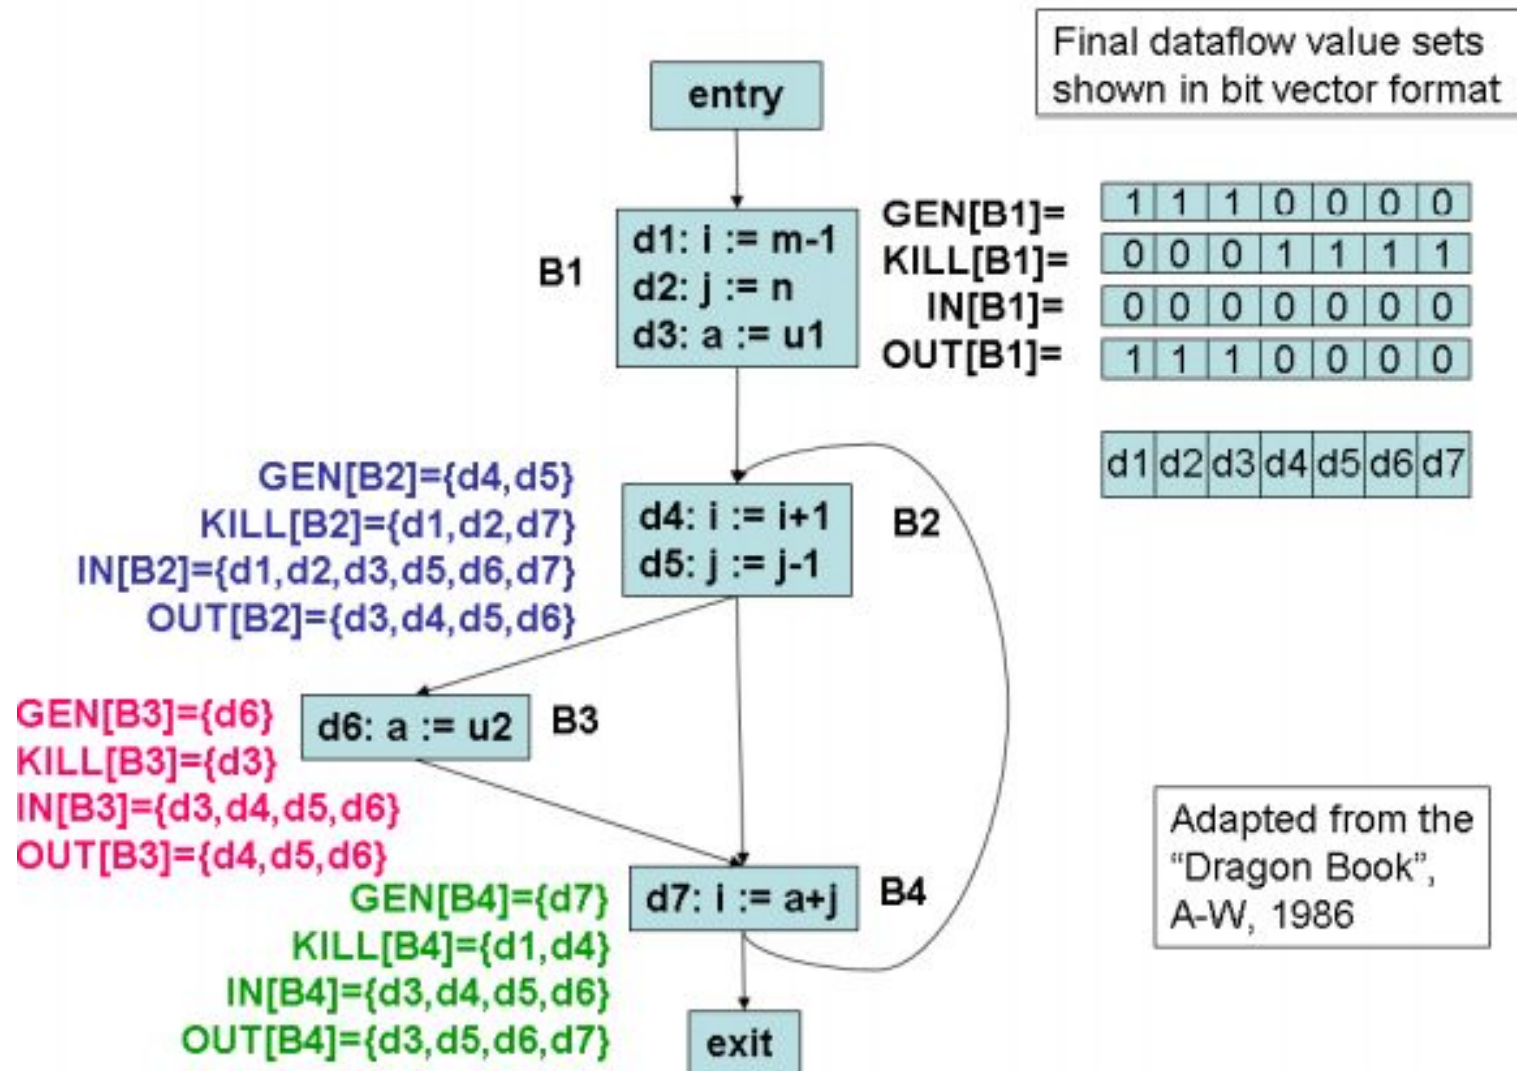 Final dataflow value sets
shown in bit vector format
entry
B1
d1: i := m-1
d2: j := n
d3: a := u1
GEN[B1]= 1 1 1 0 0 0 0
KILL[B1]= 0 0 0 1 1 1 1
IN[B1]= 0 0 0 0 0 0 0
OUT[B1]= 1 1 1 0 0 0 0
d1 d2 d3 d4 d5 d6 d7
GEN[B2]={d4,d5}
KILL[B2]={d1,d2,d7}
IN[B2]={d1,d2,d3,d5,d6,d7}
OUT[B2]={d3,d4,d5,d6}
d4: i := i+1
d5: j := j-1
B2
GEN[B3]={d6}
KILL[B3]={d3}
IN[B3]={d3,d4,d5,d6}
OUT[B3]={d4,d5,d6}
d6: a := u2
B3
GEN[B4]={d7}
KILL[B4]={d1,d4}
IN[B4]={d3,d4,d5,d6}
OUT[B4]={d3,d5,d6,d7}
d7: i := a+j
B4
exit
Adapted from the
“Dragon Book”,
A-W, 1986